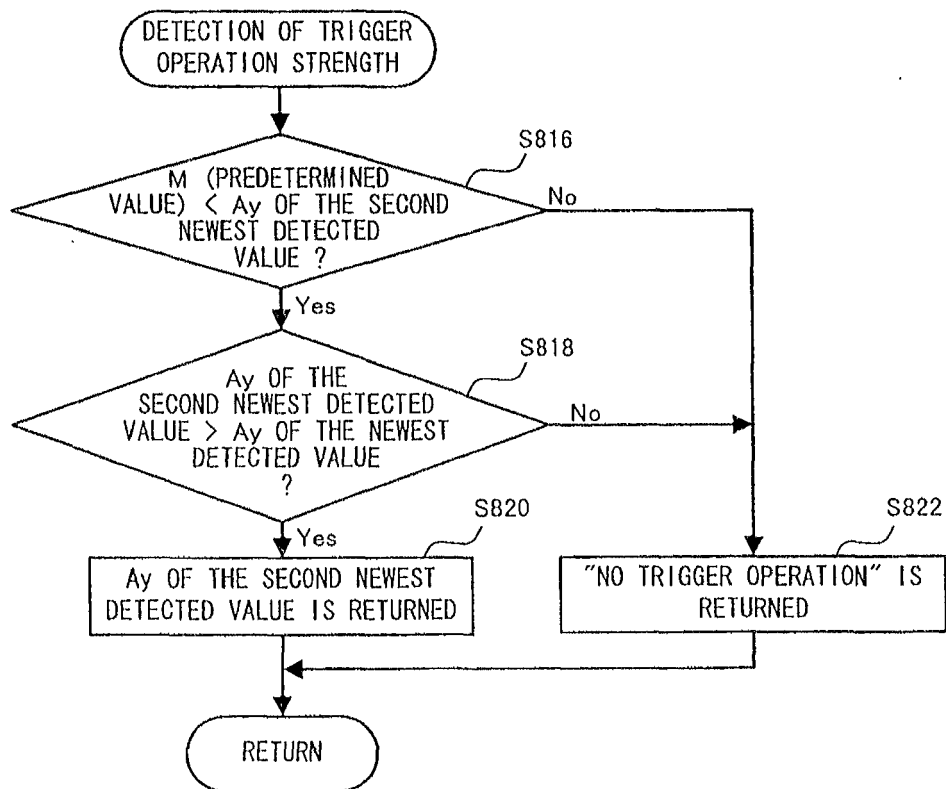 DETECTION OF TRIGGER
OPERATION STRENGTH
S816
M (PREDETERMINED
VALUE) < Ay OF THE SECOND
NEWEST DETECTED
VALUE ?
No
Yes
S818
Ay OF THE
SECOND NEWEST DETECTED
VALUE > Ay OF THE NEWEST
DETECTED VALUE
?
No
Yes
S820
Ay OF THE SECOND NEWEST
DETECTED VALUE IS RETURNED
S822
"NO TRIGGER OPERATION" IS
RETURNED
RETURN